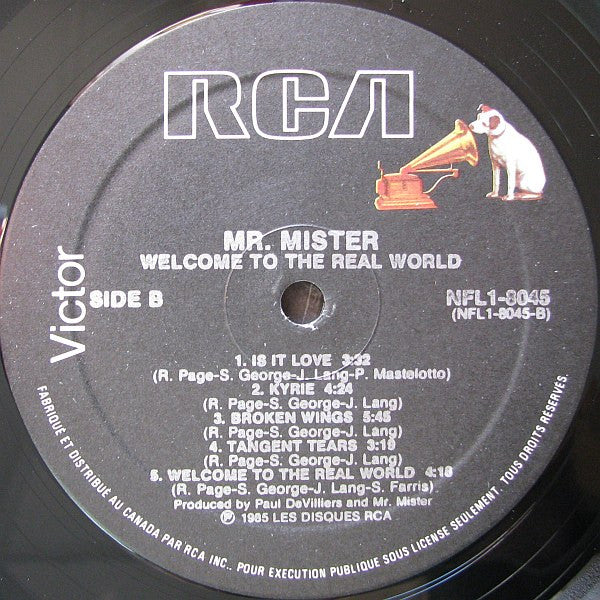 RCA
Victor
MR. MISTER
WELCOME TO THE REAL WORLD
SIDE B
NFL1-8045
(NFL1-8045-B)
1. IS IT LOVE 3:32
(R. Page-S. George-J. Lang-P. Mastelotto)
2. KYRIE 4:24
(R. Page-S. George-J. Lang)
3. BROKEN WINGS 5:45
(R. Page-S. George-J. Lang)
4. TANGENT TEARS 3:19
(R. Page-S. George-J. Lang)
5. WELCOME TO THE REAL WORLD 4:18
(R. Page-S. George-J. Lang-S. Farris)
Produced by Paul DeVilliers and Mr. Mister
℗ 1985 LES DISQUES RCA
FABRIQUÉ ET DISTRIBUÉ AU CANADA PAR RCA INC., POUR EXECUTION PUBLIQUE SOUS LICENSE SEULEMENT. TOUS DROITS RESERVÉS.